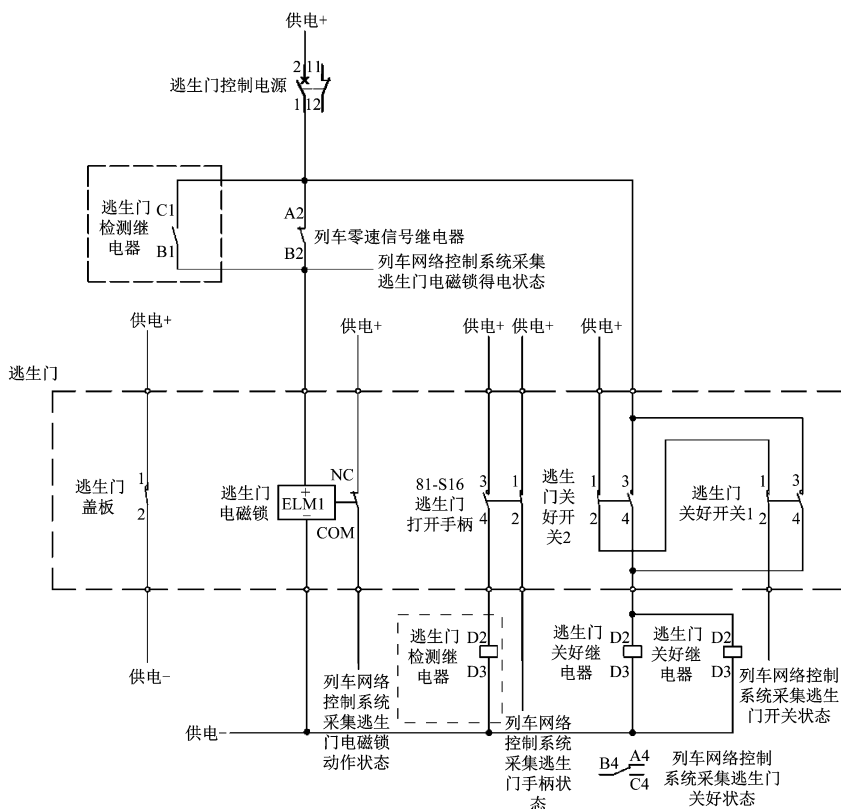 供电+
2 11
逃生门控制电源
1 12
逃生门
检测继
电器
C1
B1
A2
列车零速信号继电器
B2
列车网络控制系统采集
逃生门电磁锁得电状态
供电+
供电+
供电+
供电+
供电+
逃生门
逃生门
盖板
1
2
逃生门
电磁锁
+
ELM1
−
NC
COM
81-S16
逃生门
打开手柄
3
4
1
2
逃生
门关
好开
关2
1
2
3
4
逃生门
关好开关1
1
2
3
4
供电−
逃生门
检测继
电器
D2
D3
逃生门
关好继
电器
D2
D3
逃生门
关好继
电器
D2
D3
列车网络控制
系统采集逃生
门开关状态
列车网络
控制系统
采集逃生
门电磁锁
动作状态
供电−
列车网络
控制系统
采集逃生
门手柄状
态
B4
A4
C4
列车网络控制
系统采集逃生门
关好状态